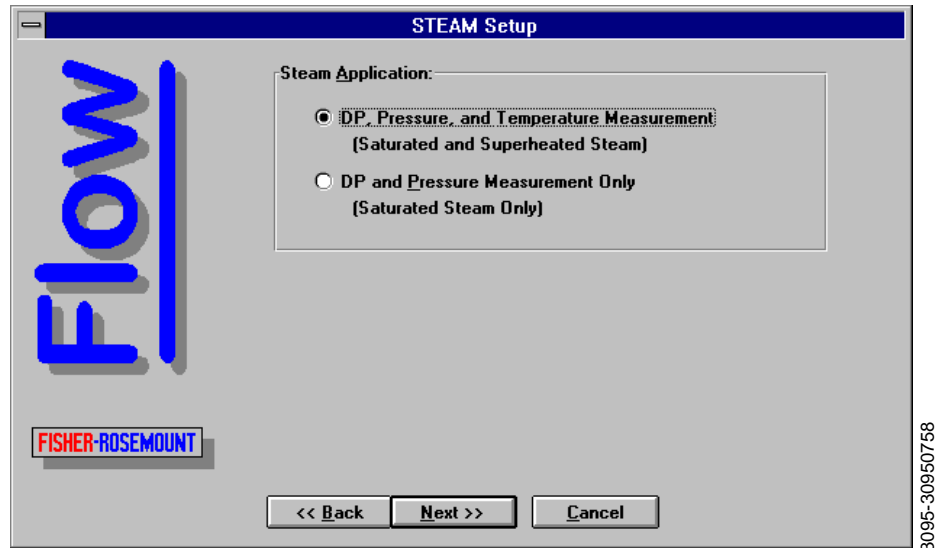 STEAM Setup
Flow
FISHER-ROSEMOUNT
Steam Application:
DP, Pressure, and Temperature Measurement
(Saturated and Superheated Steam)
DP and Pressure Measurement Only
(Saturated Steam Only)
<< Back
Next >>
Cancel
3095-30950758